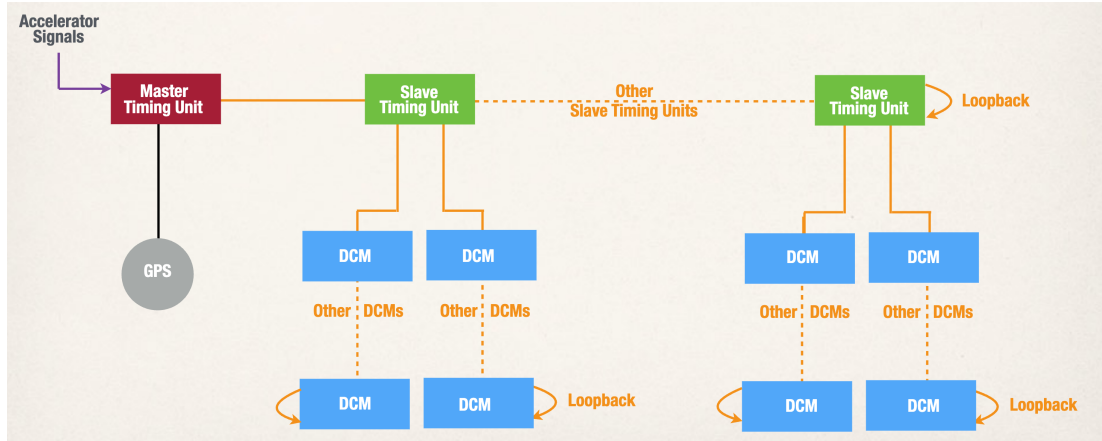 Accelerator
Signals
Master
Timing Unit
Slave
Timing Unit
Other
Slave Timing Units
Slave
Timing Unit
Loopback
GPS
DCM
DCM
DCM
DCM
Other DCMs
Other DCMs
Other DCMs
Other DCMs
DCM
DCM
Loopback
DCM
DCM
Loopback